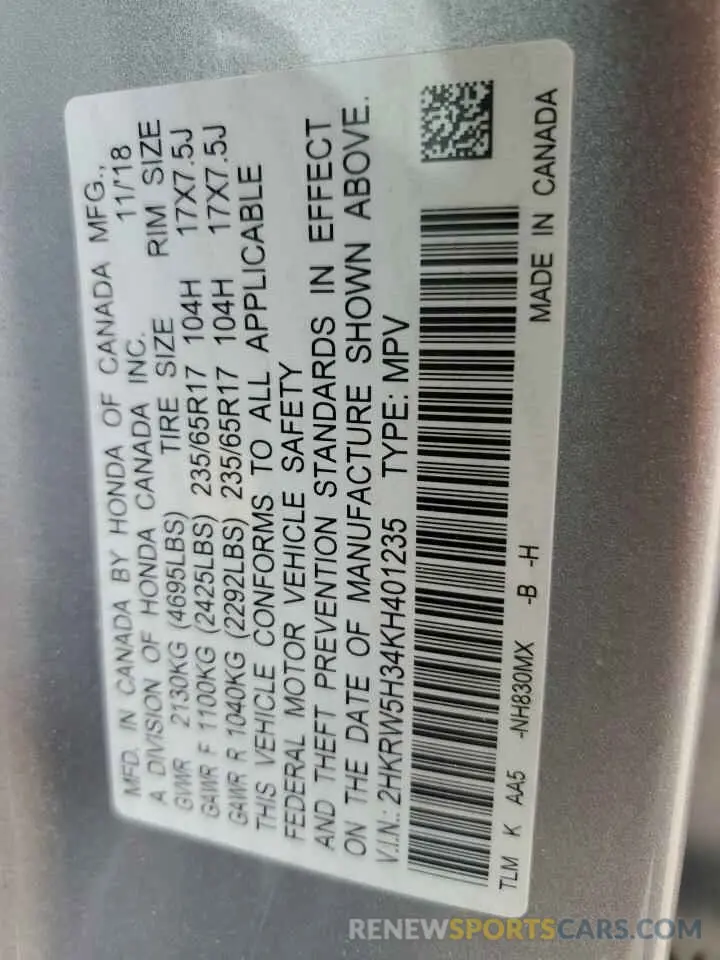 MFD. IN CANADA BY HONDA OF CANADA MFG.,
A DIVISION OF HONDA CANADA INC. 11/18
TIRE SIZE RIM SIZE
GVWR 2130KG (4695LBS)
GAWR F 1100KG (2425LBS) 235/65R17 104H 17X7.5J
GAWR R 1040KG (2292LBS) 235/65R17 104H 17X7.5J
THIS VEHICLE CONFORMS TO ALL APPLICABLE
FEDERAL MOTOR VEHICLE SAFETY
AND THEFT PREVENTION STANDARDS IN EFFECT
ON THE DATE OF MANUFACTURE SHOWN ABOVE.
V.I.N.: 2HKRW5H34KH401235 TYPE: MPV
TLM K AA5 -NH830MX -B -H
MADE IN CANADA
RENEWSPORTSCARS.COM